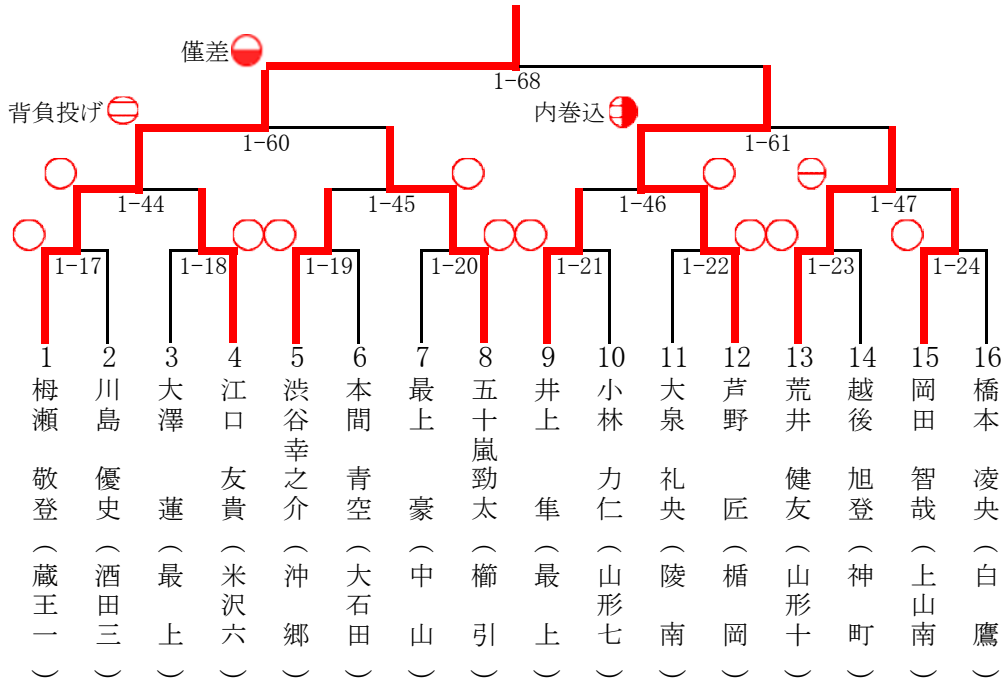 僅差
1-68
背負投げ
内巻込
1-60
1-61
1-44
1-45
1-46
1-47
1-17
1-18
1-19
1-20
1-21
1-22
1-23
1-24
1
2
3
4
5
6
7
8
9
10
11
12
13
14
15
16
栂瀬 敬登（蔵王一）
川島 優史（酒田三）
大澤 蓮（最上）
江口 友貴（米沢六）
渋谷幸之介（沖郷）
本間 青空（大石田）
最上 豪（中山）
五十嵐勁太（櫛引）
井上 隼（最上）
小林 力仁（山形七）
大泉 礼央（陵南）
芦野 匠（楯岡）
荒井 健友（山形十）
越後 旭登（神町）
岡田 智哉（上山南）
橋本 凌央（白鷹）